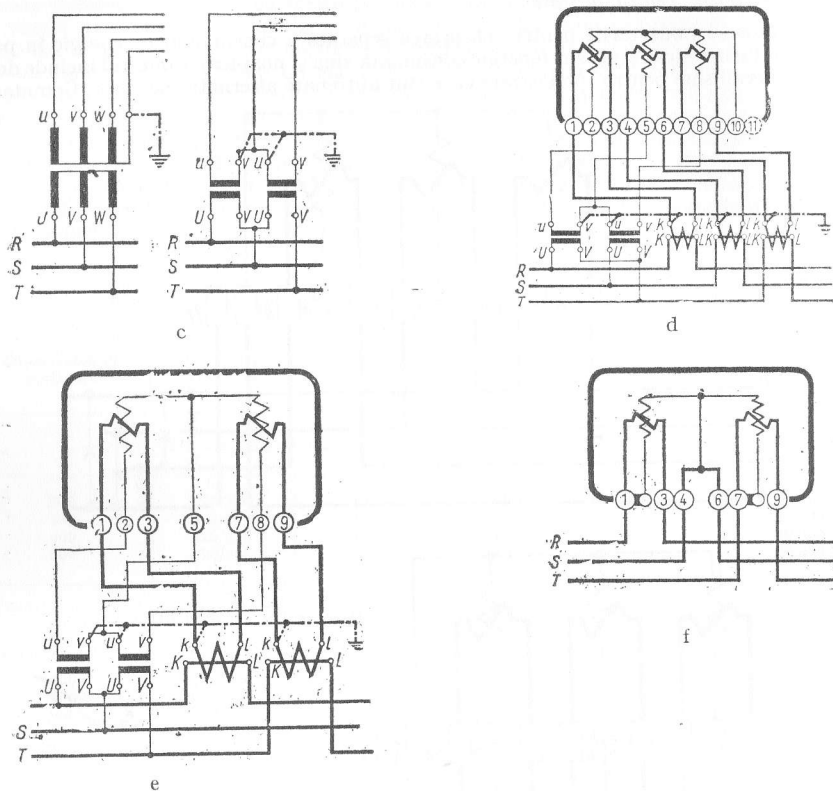 u v W
u v u v
U V W
U V U V
R
S
T
R
S
T
c
1 2 3 4 5 6 7 8 9 10 11
u v u v k l k l k l
U V U V K L K L K L
R
S
T
d
1 2 3 5 7 8 9
u v u v k l k l
U V U V K L K L
S
T
e
1 3 4 6 7 9
R
S
T
f